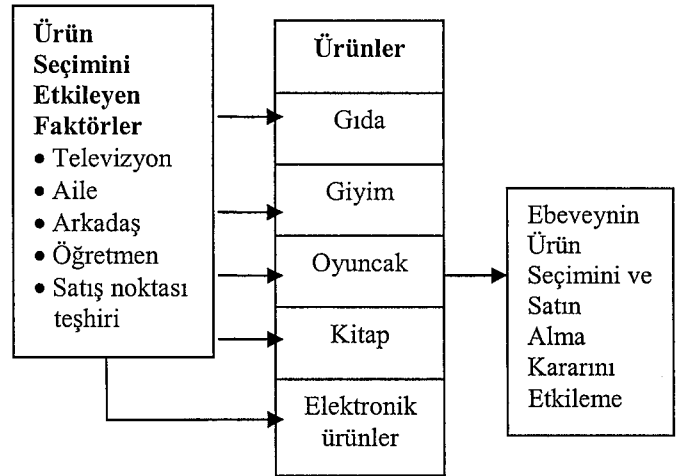 Ürün
Seçimini
Etkileyen
Faktörler
• Televizyon
• Aile
• Arkadaş
• Öğretmen
• Satış noktası
teşhiri
Ürünler
Gıda
Giyim
Oyuncak
Kitap
Elektronik
ürünler
Ebeveynin
Ürün
Seçimini ve
Satın
Alma
Kararını
Etkileme